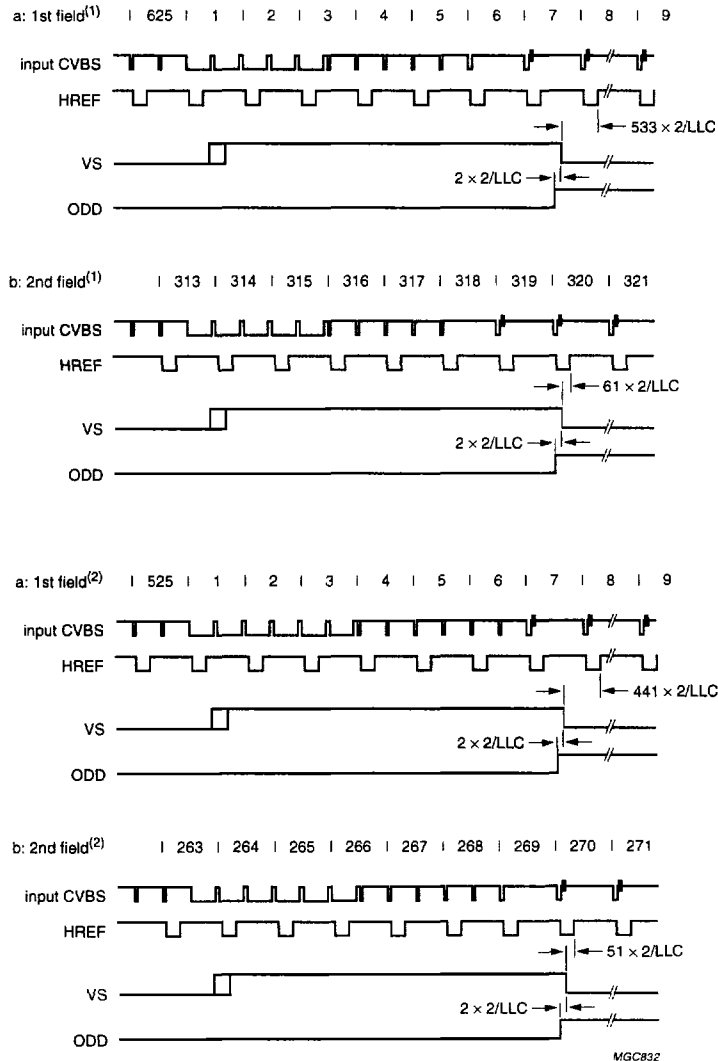 a: 1st field(1) | 625 | 1 | 2 | 3 | 4 | 5 | 6 | 7 | 8 | 9
input CVBS
HREF
533 × 2/LLC
VS
2 × 2/LLC
ODD
b: 2nd field(1) | 313 | 314 | 315 | 316 | 317 | 318 | 319 | 320 | 321
input CVBS
HREF
61 × 2/LLC
VS
2 × 2/LLC
ODD
a: 1st field(2) | 525 | 1 | 2 | 3 | 4 | 5 | 6 | 7 | 8 | 9
input CVBS
HREF
441 × 2/LLC
VS
2 × 2/LLC
ODD
b: 2nd field(2) | 263 | 264 | 265 | 266 | 267 | 268 | 269 | 270 | 271
input CVBS
HREF
51 × 2/LLC
VS
2 × 2/LLC
ODD
MGC832